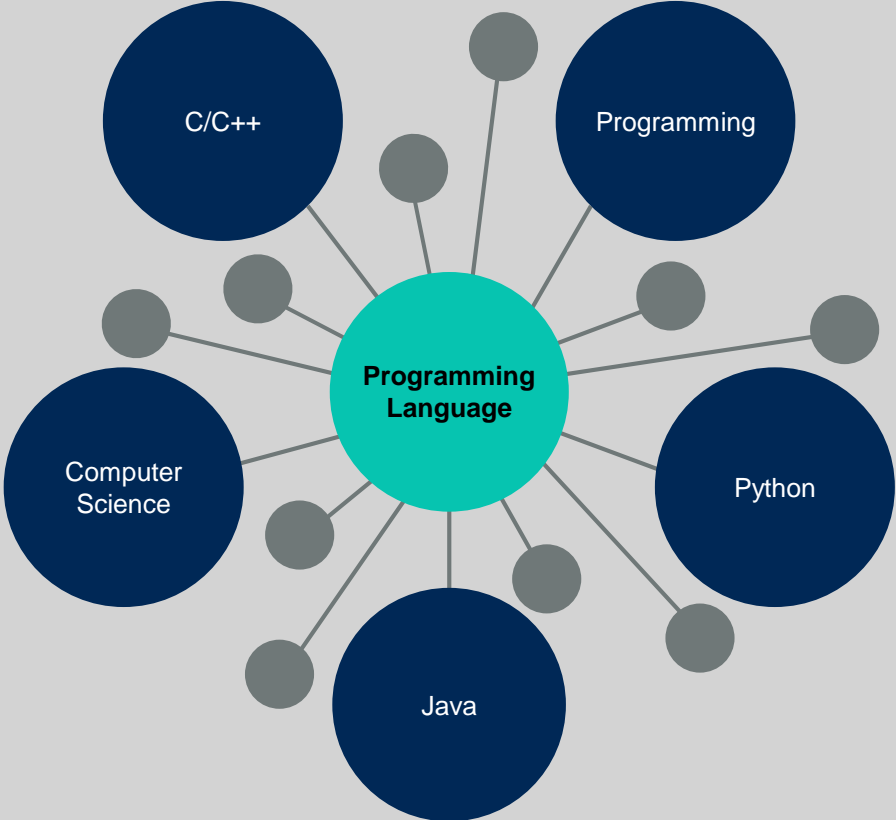 C/C++
Programming
Programming
Language
Computer
Science
Python
Java